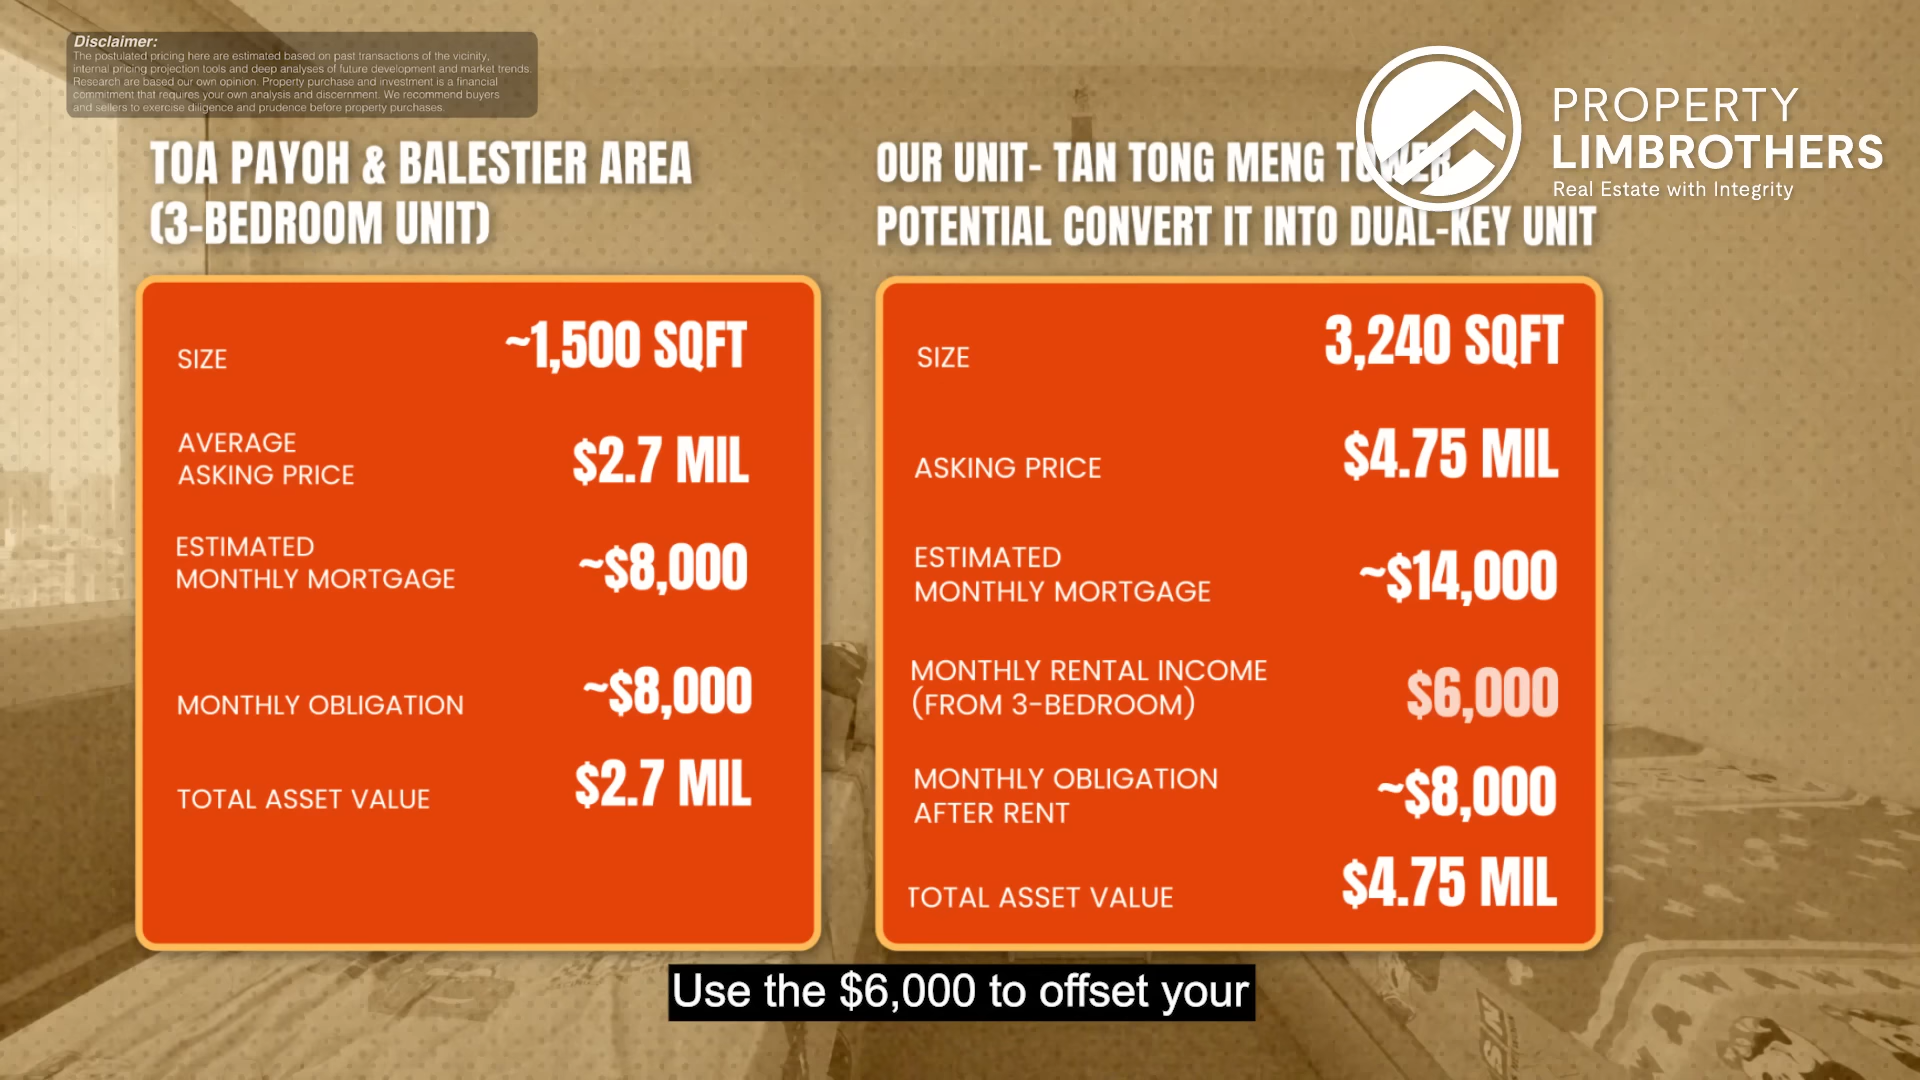 Disclaimer:
The postulated pricing here are estimated based on past transactions of the vicinity,
internal pricing projection tools and deep analyses of future development and market trends.
Research are based our own opinion. Property purchase and investment is a financial
commitment that requires your own analysis and discernment. We recommend buyers
and sellers to exercise diligence and prudence before property purchases.
PROPERTY
LIMBROTHERS
Real Estate with Integrity
TOA PAYOH & BALESTIER AREA
(3-BEDROOM UNIT)
SIZE ~1,500 SQFT
AVERAGE
ASKING PRICE $2.7 MIL
ESTIMATED
MONTHLY MORTGAGE ~$8,000
MONTHLY OBLIGATION ~$8,000
TOTAL ASSET VALUE $2.7 MIL
OUR UNIT- TAN TONG MENG TOWER
POTENTIAL CONVERT IT INTO DUAL-KEY UNIT
SIZE 3,240 SQFT
ASKING PRICE $4.75 MIL
ESTIMATED
MONTHLY MORTGAGE ~$14,000
MONTHLY RENTAL INCOME
(FROM 3-BEDROOM) $6,000
MONTHLY OBLIGATION
AFTER RENT ~$8,000
TOTAL ASSET VALUE $4.75 MIL
Use the $6,000 to offset your